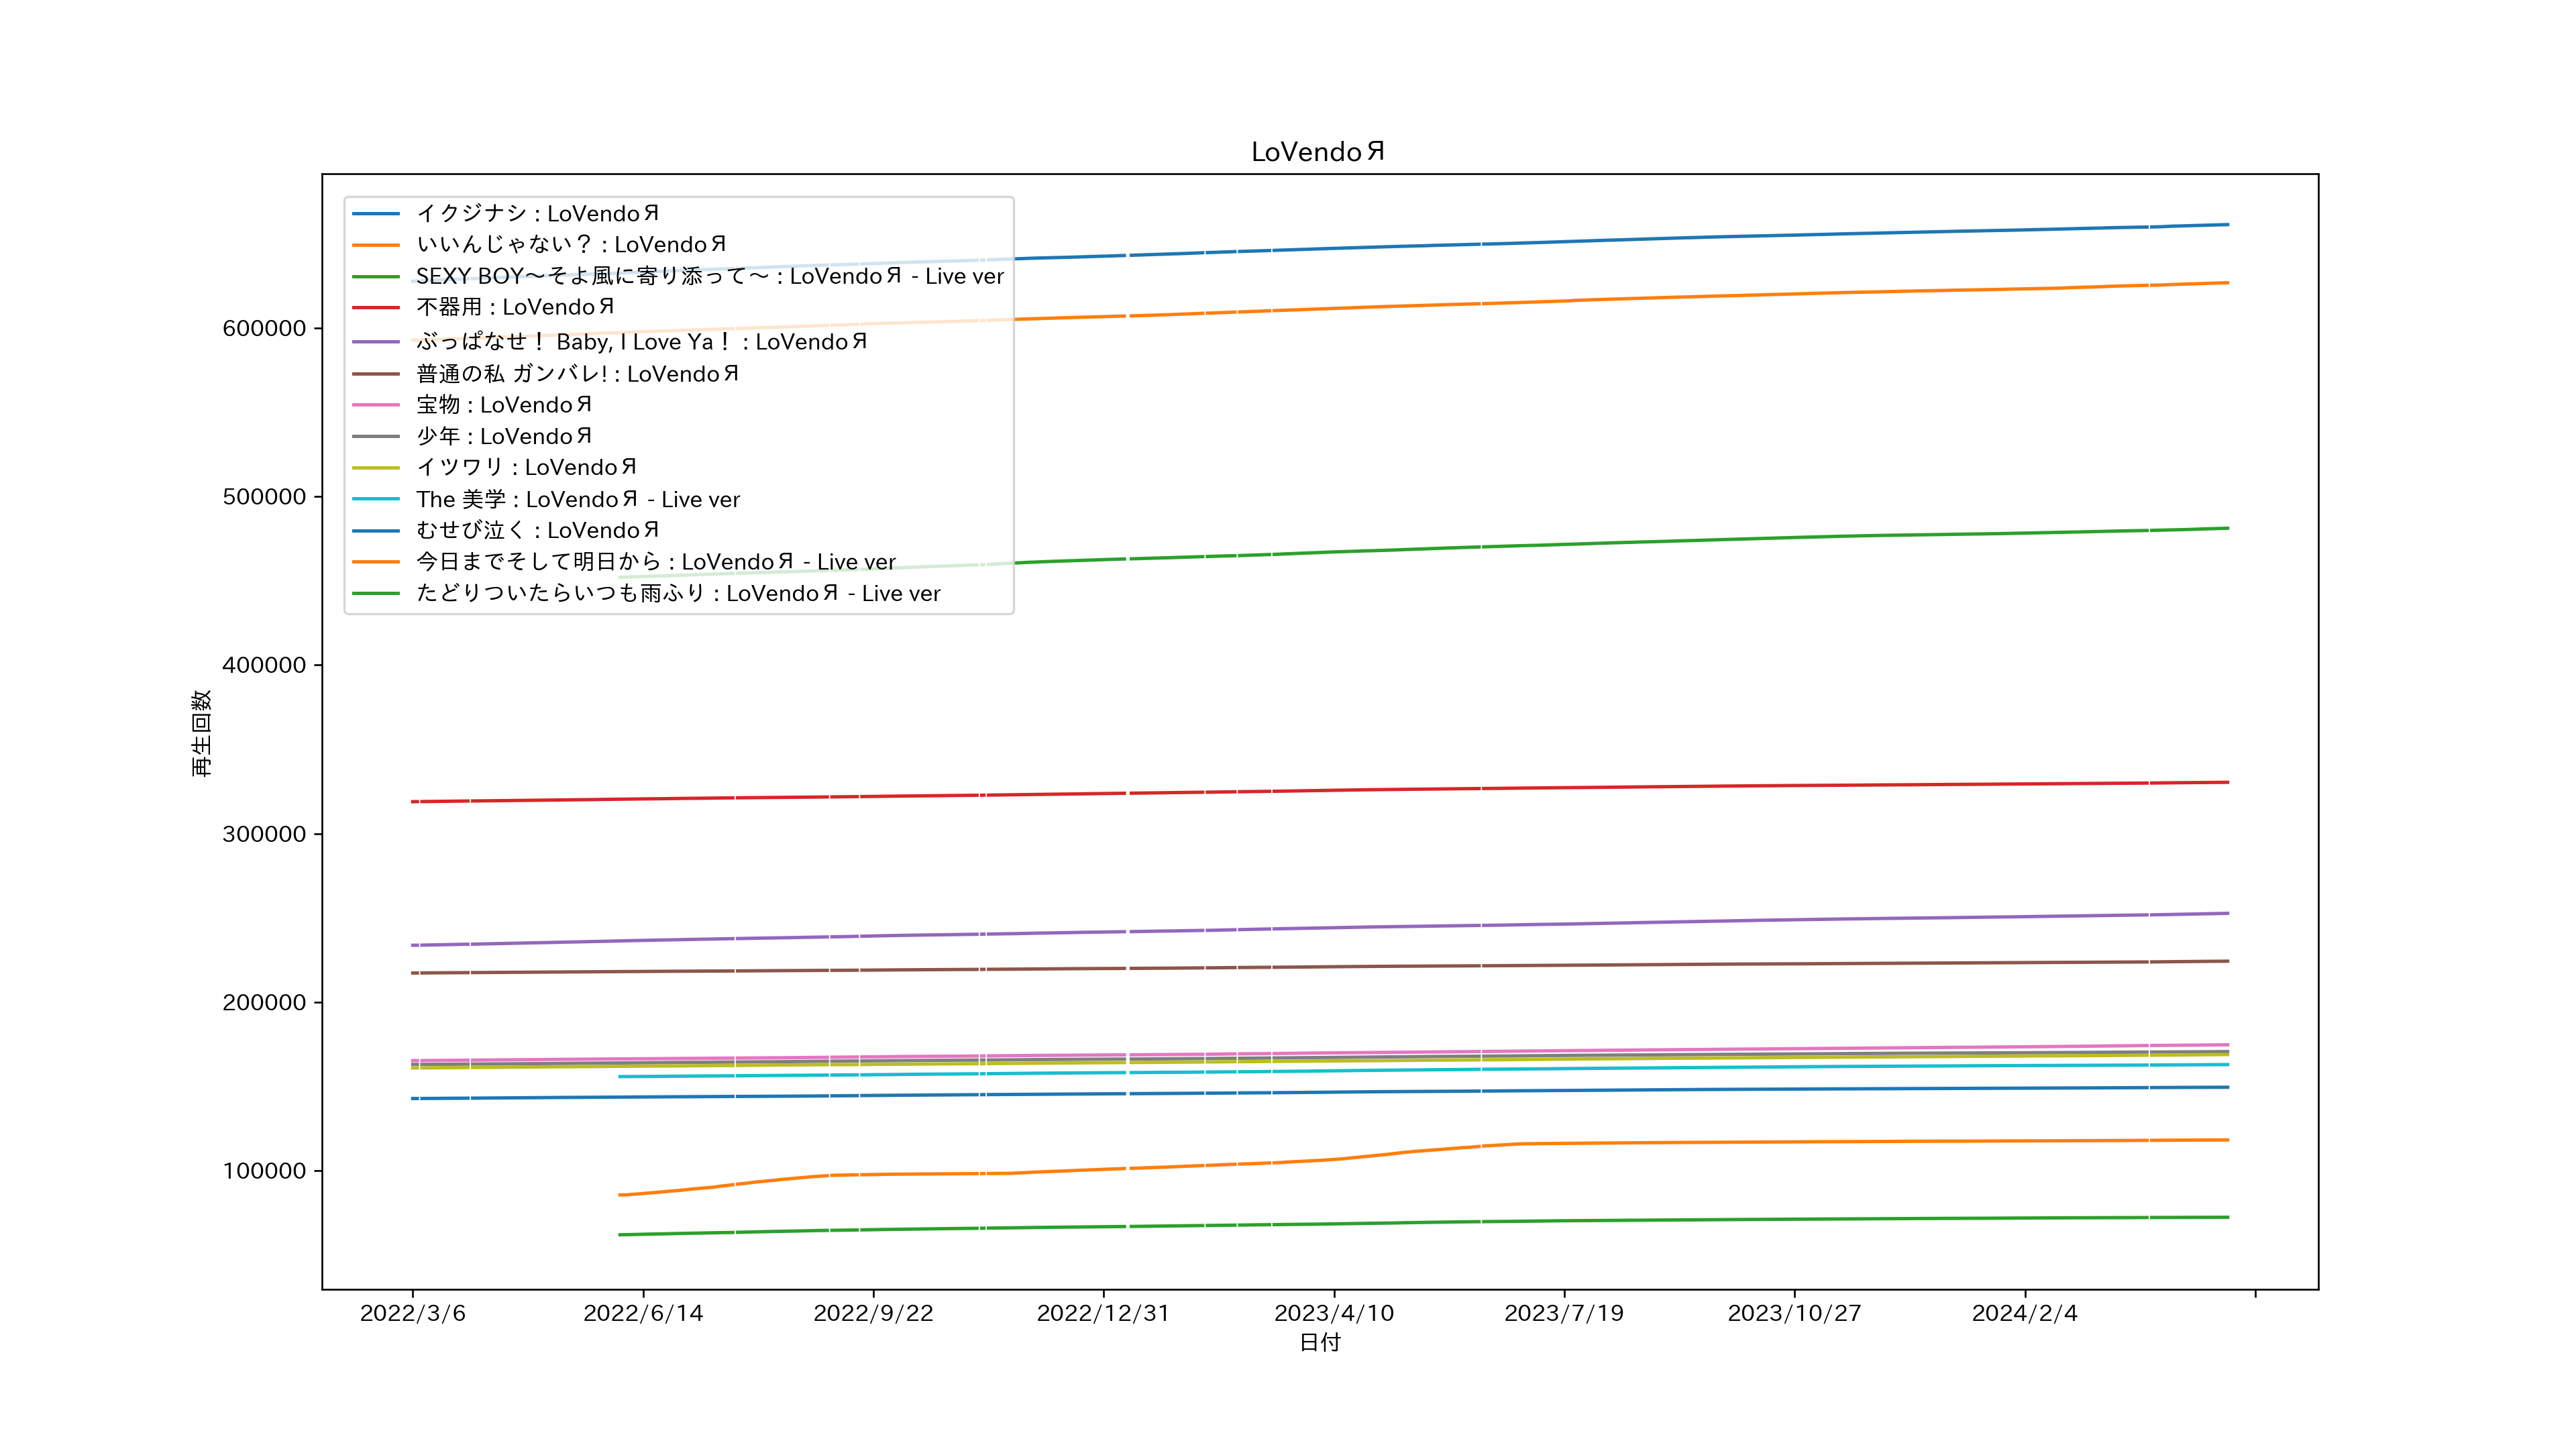 LoVendoЯ
イクジナシ : LoVendoЯ
いいんじゃない？ : LoVendoЯ
SEXY BOY〜そよ風に寄り添って〜 : LoVendoЯ - Live ver
不器用 : LoVendoЯ
ぶっぱなせ！ Baby, I Love Ya！ : LoVendoЯ
普通の私 ガンバレ! : LoVendoЯ
宝物 : LoVendoЯ
少年 : LoVendoЯ
イツワリ : LoVendoЯ
The 美学 : LoVendoЯ - Live ver
むせび泣く : LoVendoЯ
今日までそして明日から : LoVendoЯ - Live ver
たどりついたらいつも雨ふり : LoVendoЯ - Live ver
600000
500000
400000
300000
200000
100000
再生回数
2022/3/6 2022/6/14 2022/9/22 2022/12/31 2023/4/10 2023/7/19 2023/10/27 2024/2/4
日付